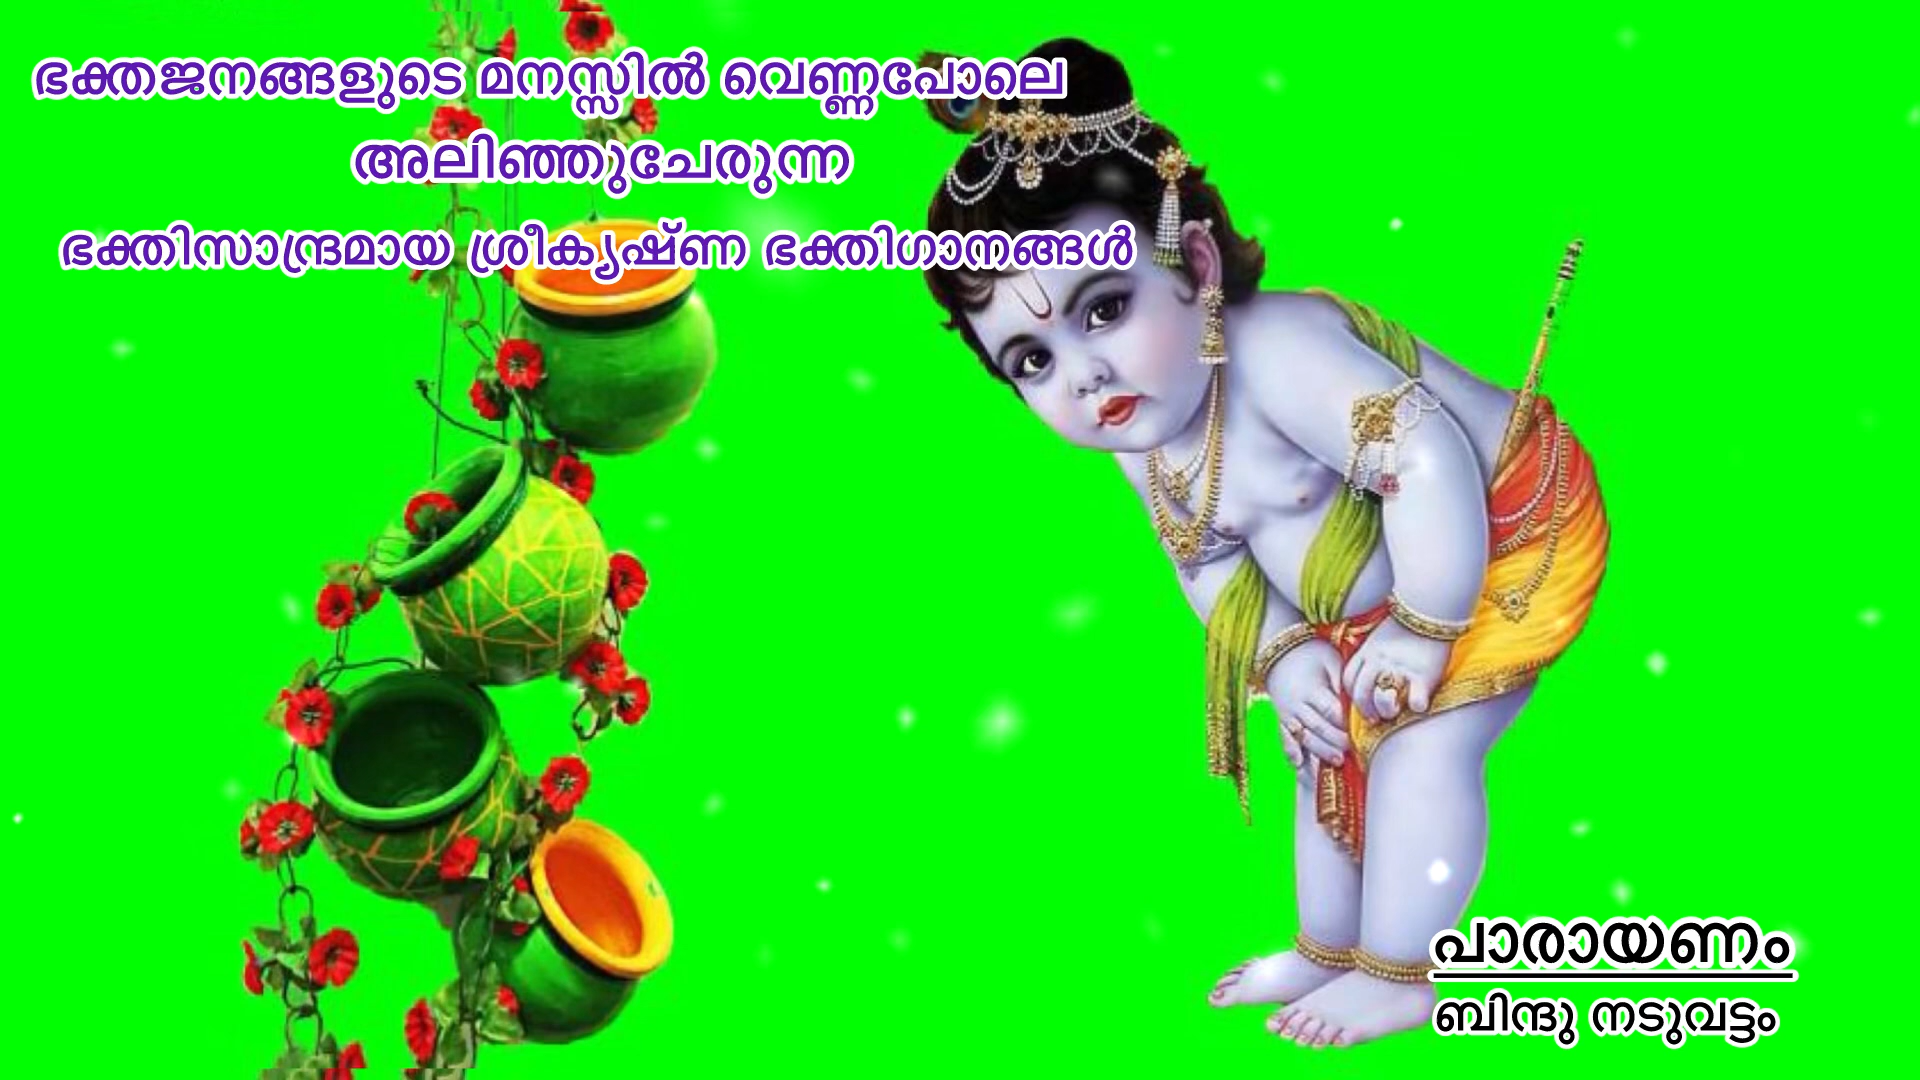 ഭക്തജനങ്ങളുടെ മനസ്സിൽ വെണ്ണപോലെ
അലിഞ്ഞുചേരുന്ന
ഭക്തിസാന്ദ്രമായ ശ്രീകൃഷ്ണ ഭക്തിഗാനങ്ങൾ
പാരായണം
ബിന്ദു നടുവട്ടം